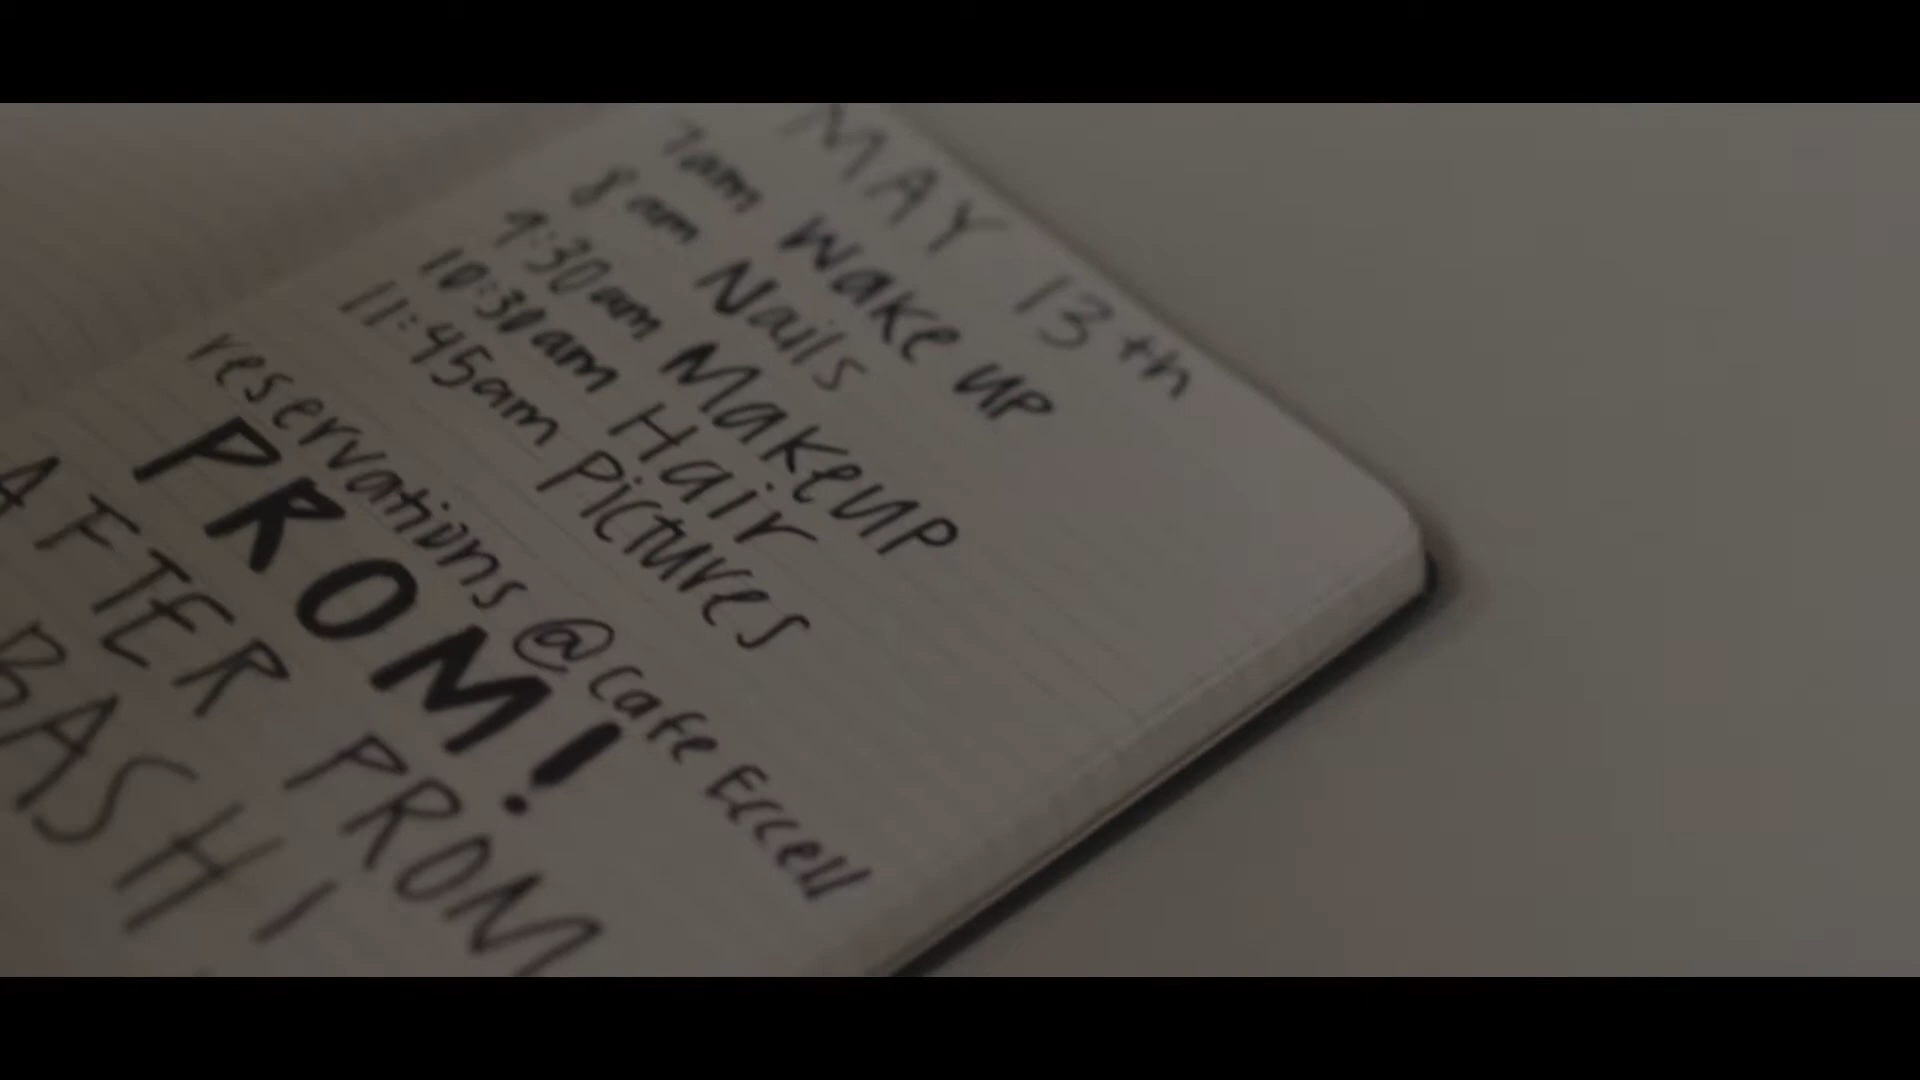 MAY 13th
7am Wake up
8am Nails
9:30am Makeup
10:30am Hair
11:45am Pictures
reservations @ Cafe Eccell
PROM!
AFTER PROM
BASH!